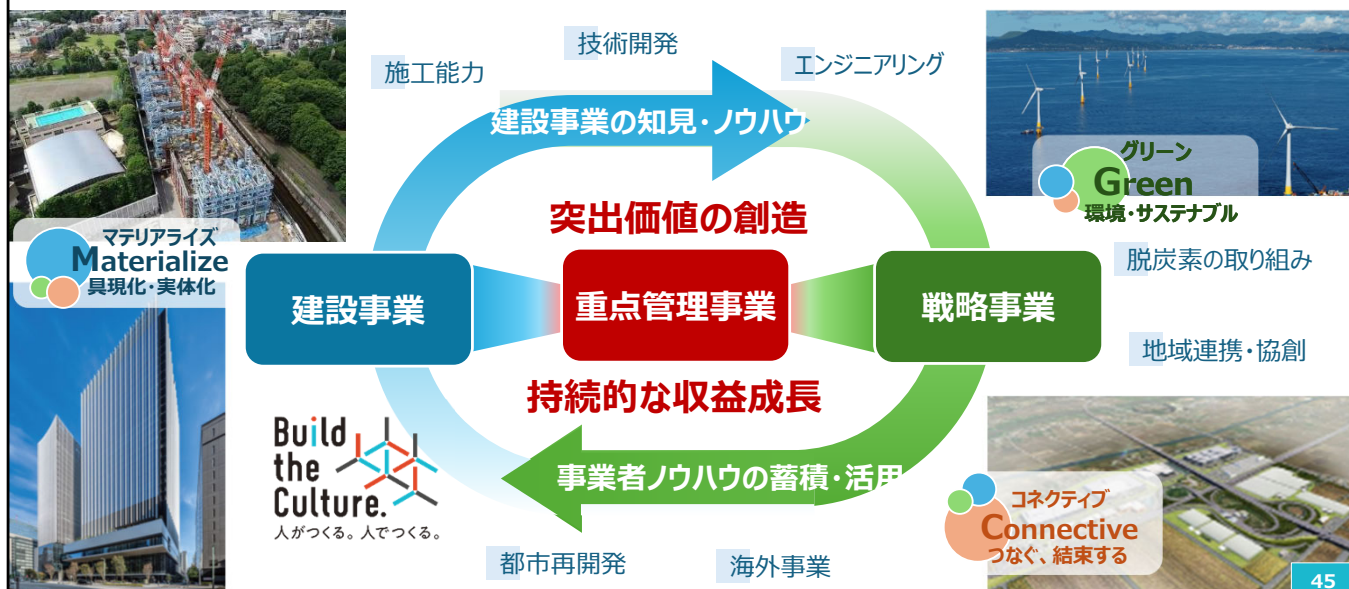 技術開発
施工能力
エンジニアリング
建設事業の知見・ノウハウ
グリーン
Green
環境・サステナブル
突出価値の創造
マテリアライズ
Materialize
具現化・実体化
脱炭素の取り組み
建設事業
重点管理事業
戦略事業
地域連携・協創
持続的な収益成長
Build
the
Culture.
人がつくる。人でつくる。
事業者ノウハウの蓄積・活用
コネクティブ
Connective
つなぐ、結束する
都市再開発
海外事業
45